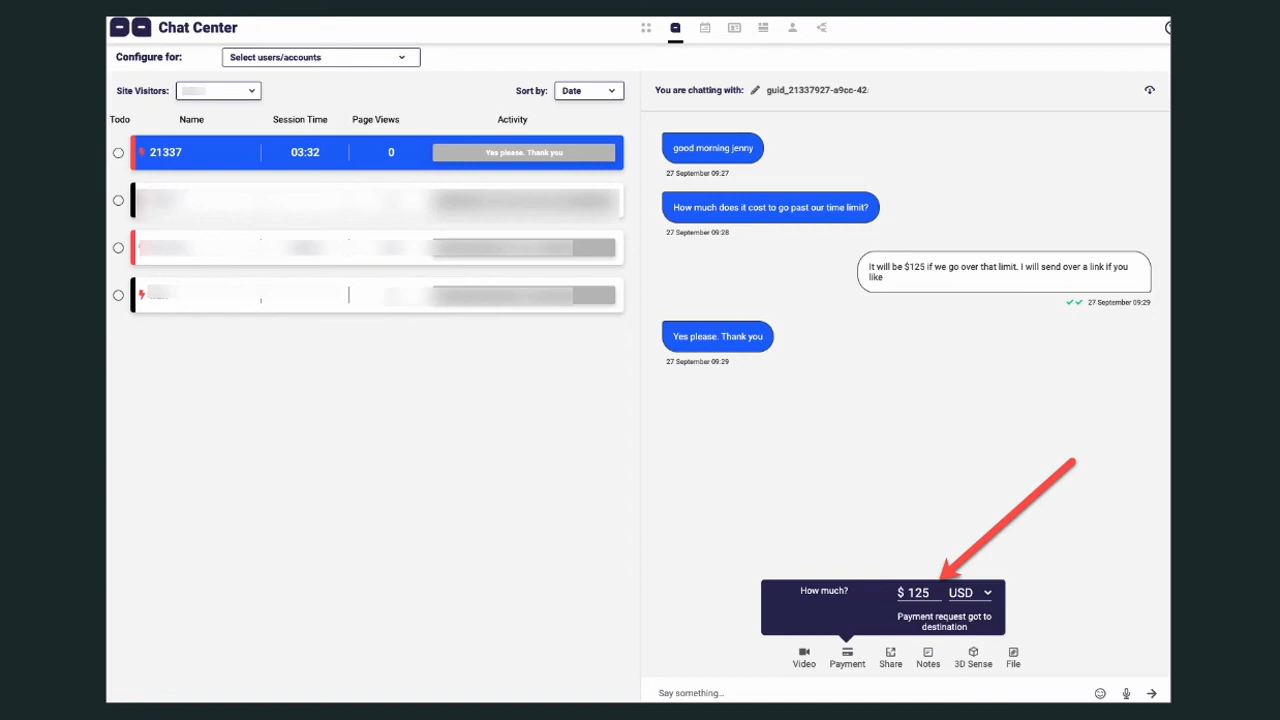 Chat Center
Configure for:
Select users/accounts
Site Visitors:
Sort by:
Date
You are chatting with:
guid_21337927-a9cc-42
Todo
Name
Session Time
Page Views
Activity
21337
03:32
0
Yes please. Thank you
good morning jenny
27 September 09:27
How much does it cost to go past our time limit?
27 September 09:28
It will be $125 if we go over that limit. I will send over a link if you
like
27 September 09:29
Yes please. Thank you
27 September 09:29
How much?
$ 125
USD
Payment request got to
destination
Video
Payment
Share
Notes
3D Sense
File
Say something...